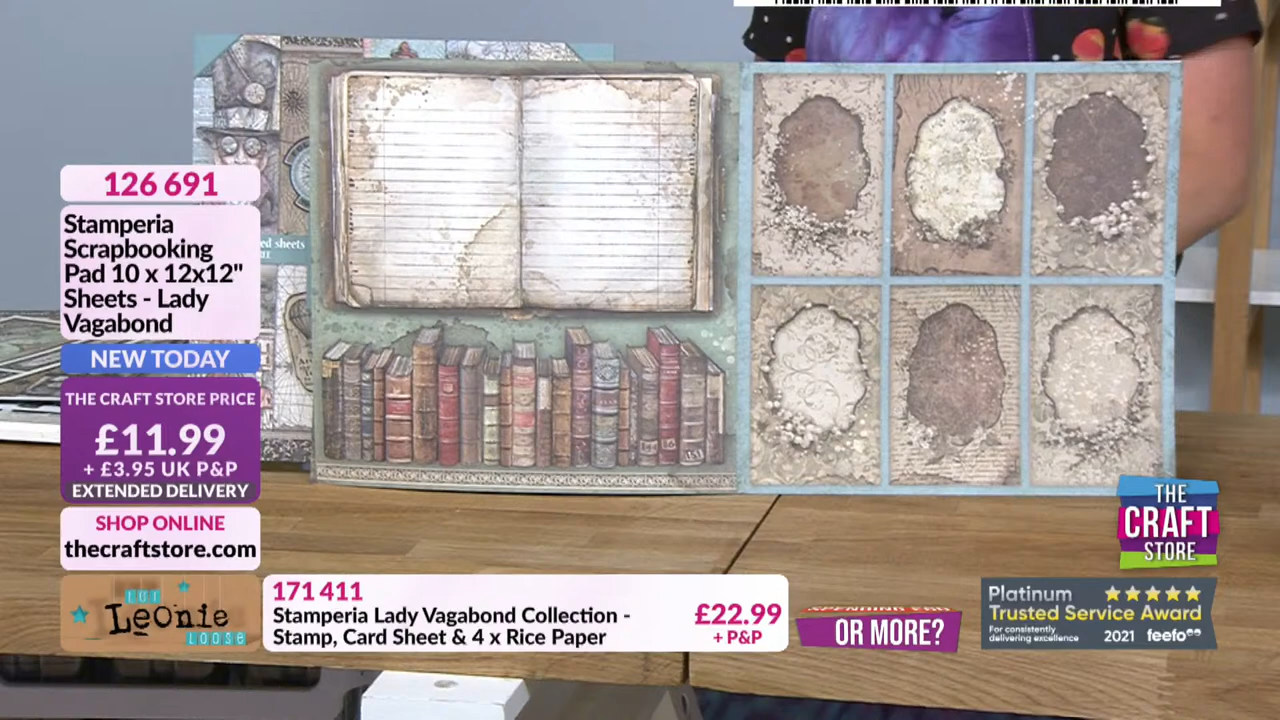 126 691
Stamperia
Scrapbooking
Pad 10 x 12x12"
Sheets - Lady
Vagabond
NEW TODAY
THE CRAFT STORE PRICE
£11.99
+ £3.95 UK P&P
EXTENDED DELIVERY
SHOP ONLINE
thecraftstore.com
Leonie
LOOSE
171 411
Stamperia Lady Vagabond Collection -
Stamp, Card Sheet & 4 x Rice Paper
£22.99
+ P&P
OR MORE?
THE
CRAFT
STORE
Platinum
Trusted Service Award
For consistently
delivering excellence
2021 feefo
ed sheets